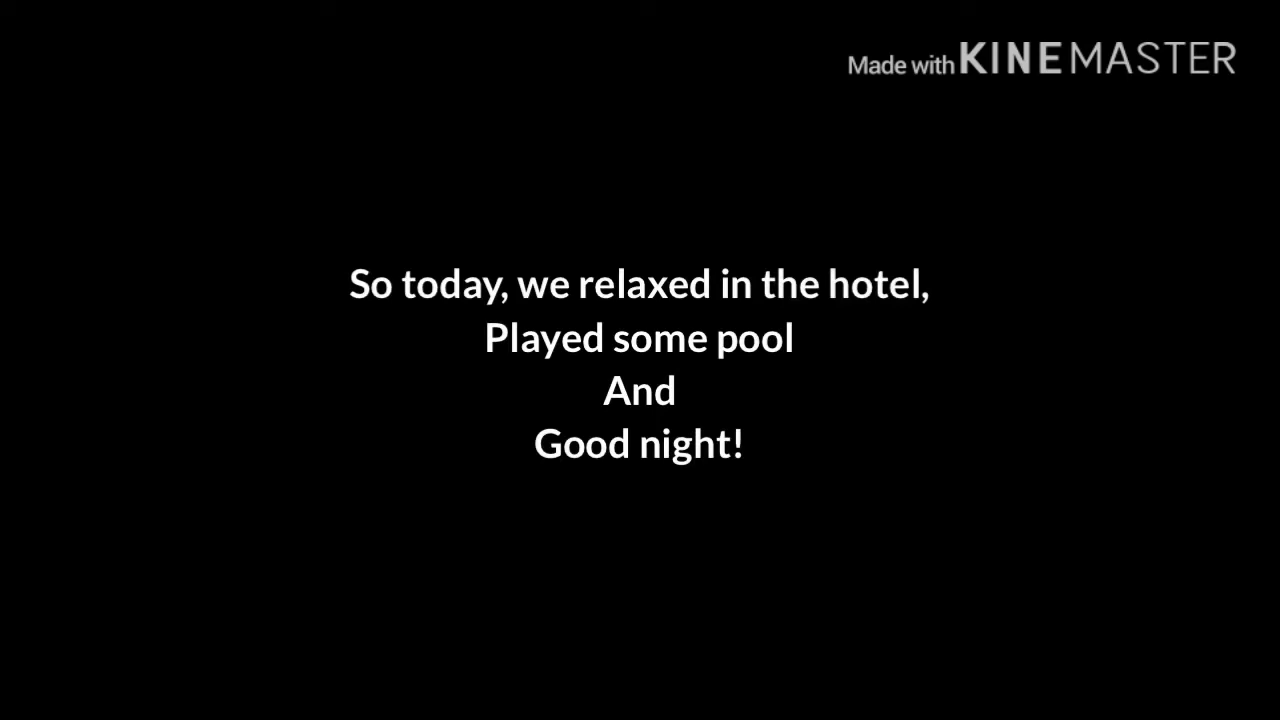 Made with KINEMASTER
So today, we relaxed in the hotel,
Played some pool
And
Good night!